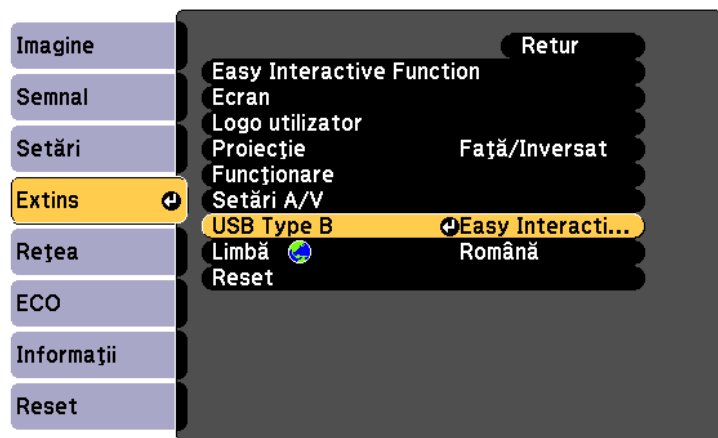 Imagine
Semnal
Setări
Extins
Reţea
ECO
Informaţii
Reset
Retur
Easy Interactive Function
Ecran
Logo utilizator
Proiecţie Faţă/Inversat
Funcţionare
Setări A/V
USB Type B Easy Interacti...
Limbă Română
Reset